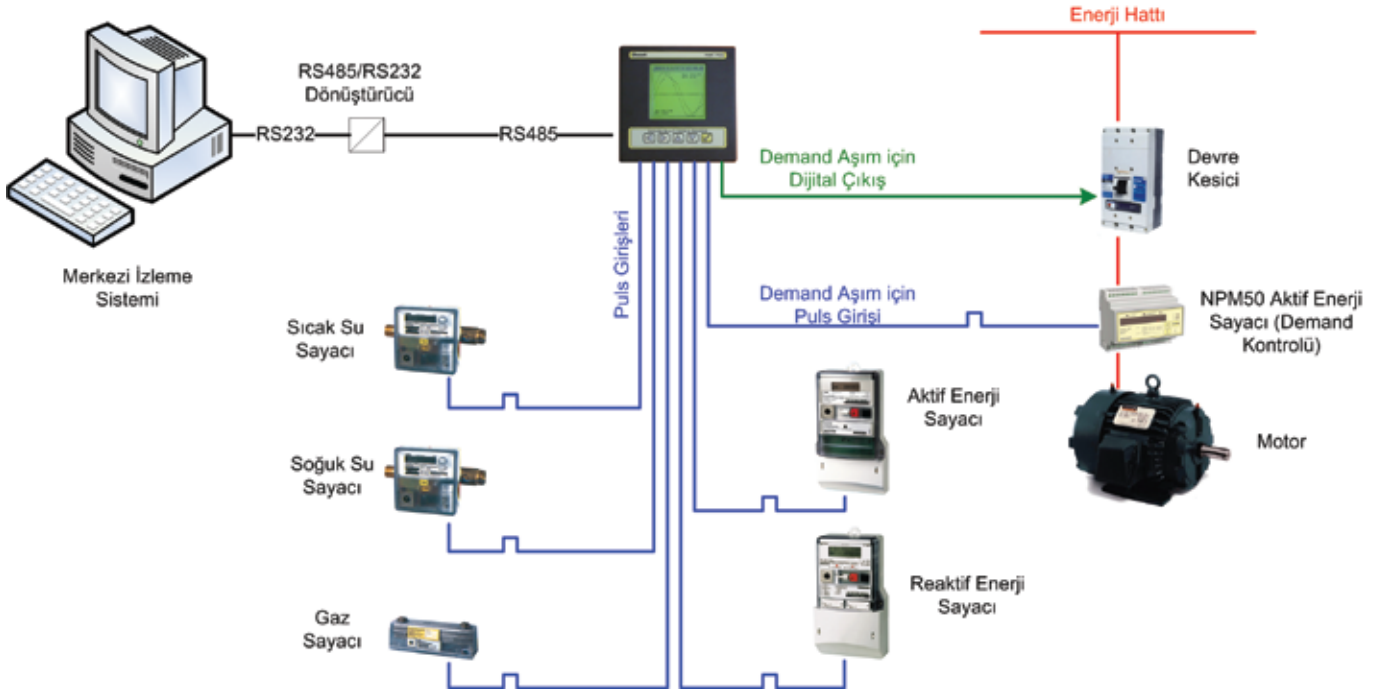 Enerji Hattı
RS485/RS232
Dönüştürücü
RS232
RS485
Demand Aşım için
Dijital Çıkış
Devre
Kesici
Merkezi İzleme
Sistemi
Puls Girişleri
Demand Aşım için
Puls Girişi
NPM50 Aktif Enerji
Sayacı (Demand
Kontrolü)
Sıcak Su
Sayacı
Aktif Enerji
Sayacı
Motor
Soğuk Su
Sayacı
Reaktif Enerji
Sayacı
Gaz
Sayacı